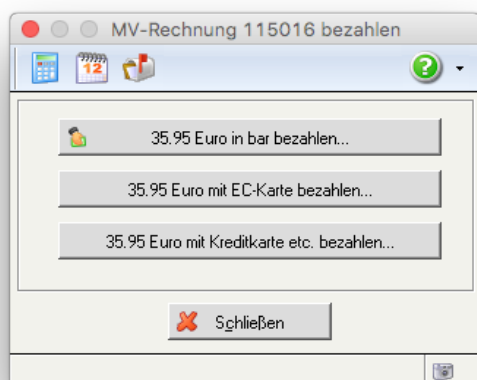 MV-Rechnung 115016 bezahlen
12
?
35.95 Euro in bar bezahlen...
35.95 Euro mit EC-Karte bezahlen...
35.95 Euro mit Kreditkarte etc. bezahlen...
Schließen